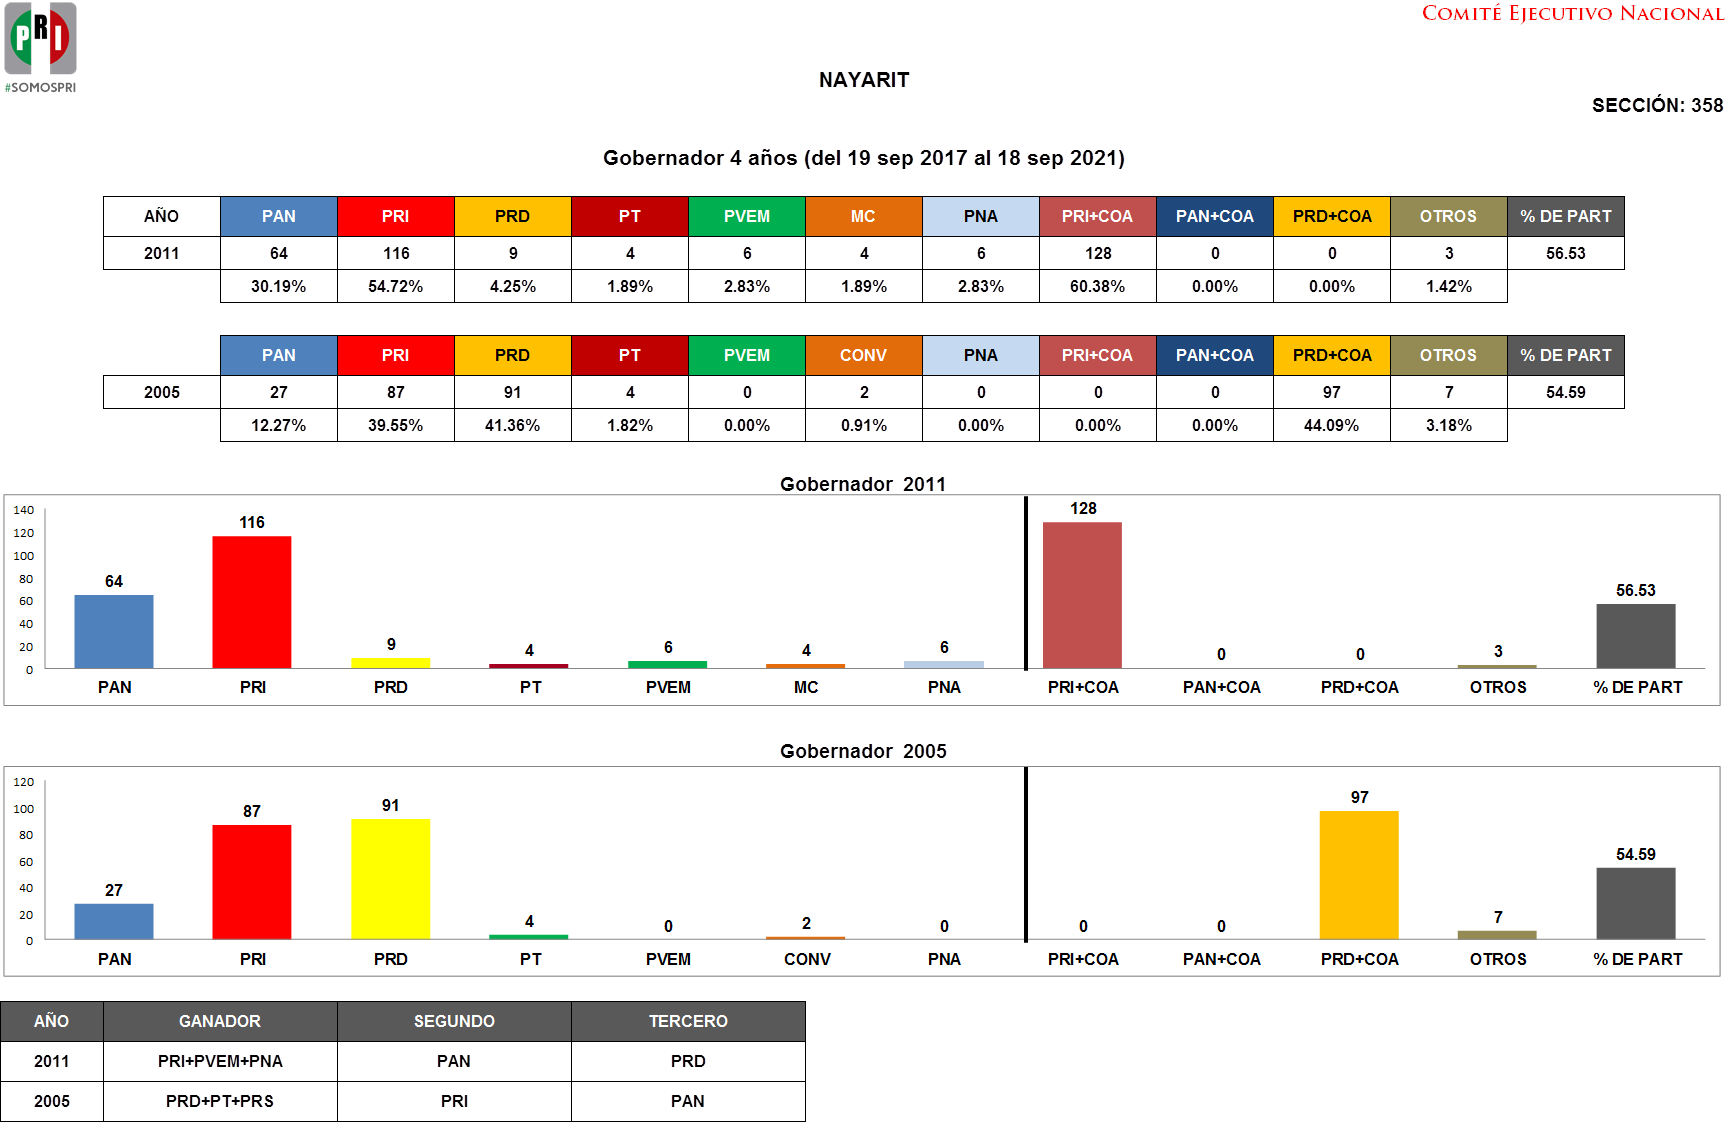 PRI
#SOMOSPRI
COMITÉ EJECUTIVO NACIONAL
NAYARIT
SECCIÓN: 358
Gobernador 4 años (del 19 sep 2017 al 18 sep 2021)
AÑO PAN PRI PRD PT PVEM MC PNA PRI+COA PAN+COA PRD+COA OTROS % DE PART
2011 64 116 9 4 6 4 6 128 0 0 3 56.53
30.19% 54.72% 4.25% 1.89% 2.83% 1.89% 2.83% 60.38% 0.00% 0.00% 1.42%
PAN PRI PRD PT PVEM CONV PNA PRI+COA PAN+COA PRD+COA OTROS % DE PART
2005 27 87 91 4 0 2 0 0 0 97 7 54.59
12.27% 39.55% 41.36% 1.82% 0.00% 0.91% 0.00% 0.00% 0.00% 44.09% 3.18%
Gobernador 2011
140
120
100
80
60
40
20
0
64 116 9 4 6 4 6 128 0 0 3 56.53
PAN PRI PRD PT PVEM MC PNA PRI+COA PAN+COA PRD+COA OTROS % DE PART
Gobernador 2005
120
100
80
60
40
20
0
27 87 91 4 0 2 0 0 0 97 7 54.59
PAN PRI PRD PT PVEM CONV PNA PRI+COA PAN+COA PRD+COA OTROS % DE PART
AÑO GANADOR SEGUNDO TERCERO
2011 PRI+PVEM+PNA PAN PRD
2005 PRD+PT+PRS PRI PAN